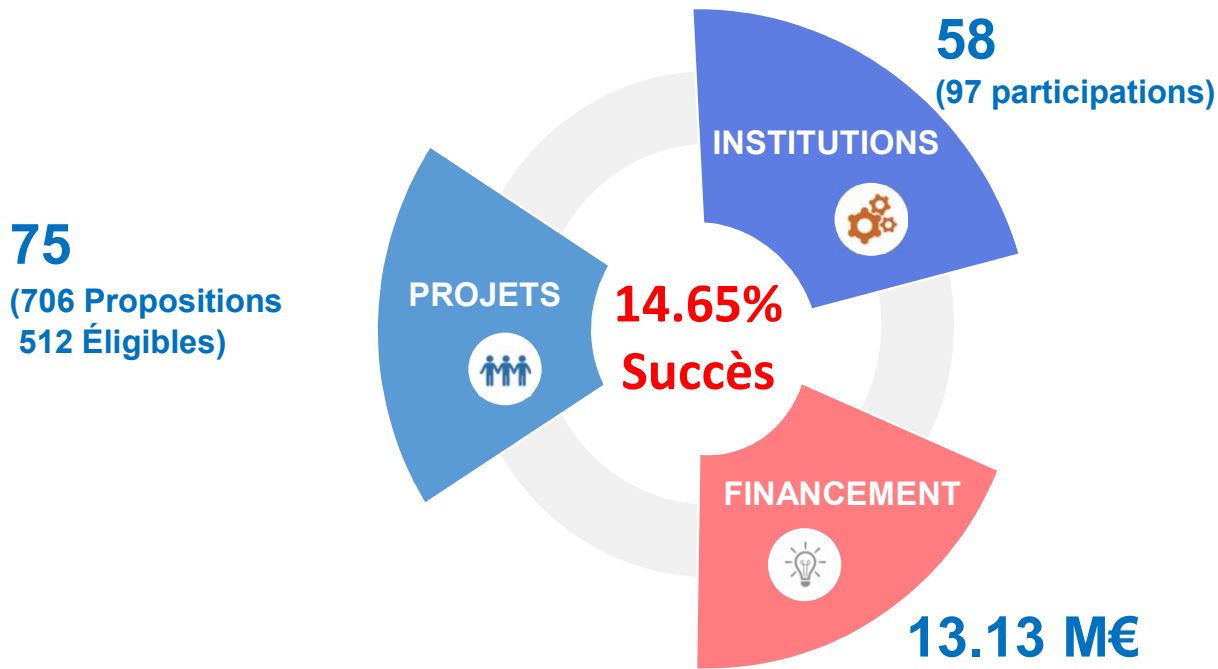 58
(97 participations)
INSTITUTIONS
75
(706 Propositions
512 Éligibles)
PROJETS
14.65%
Succès
FINANCEMENT
13.13 M€